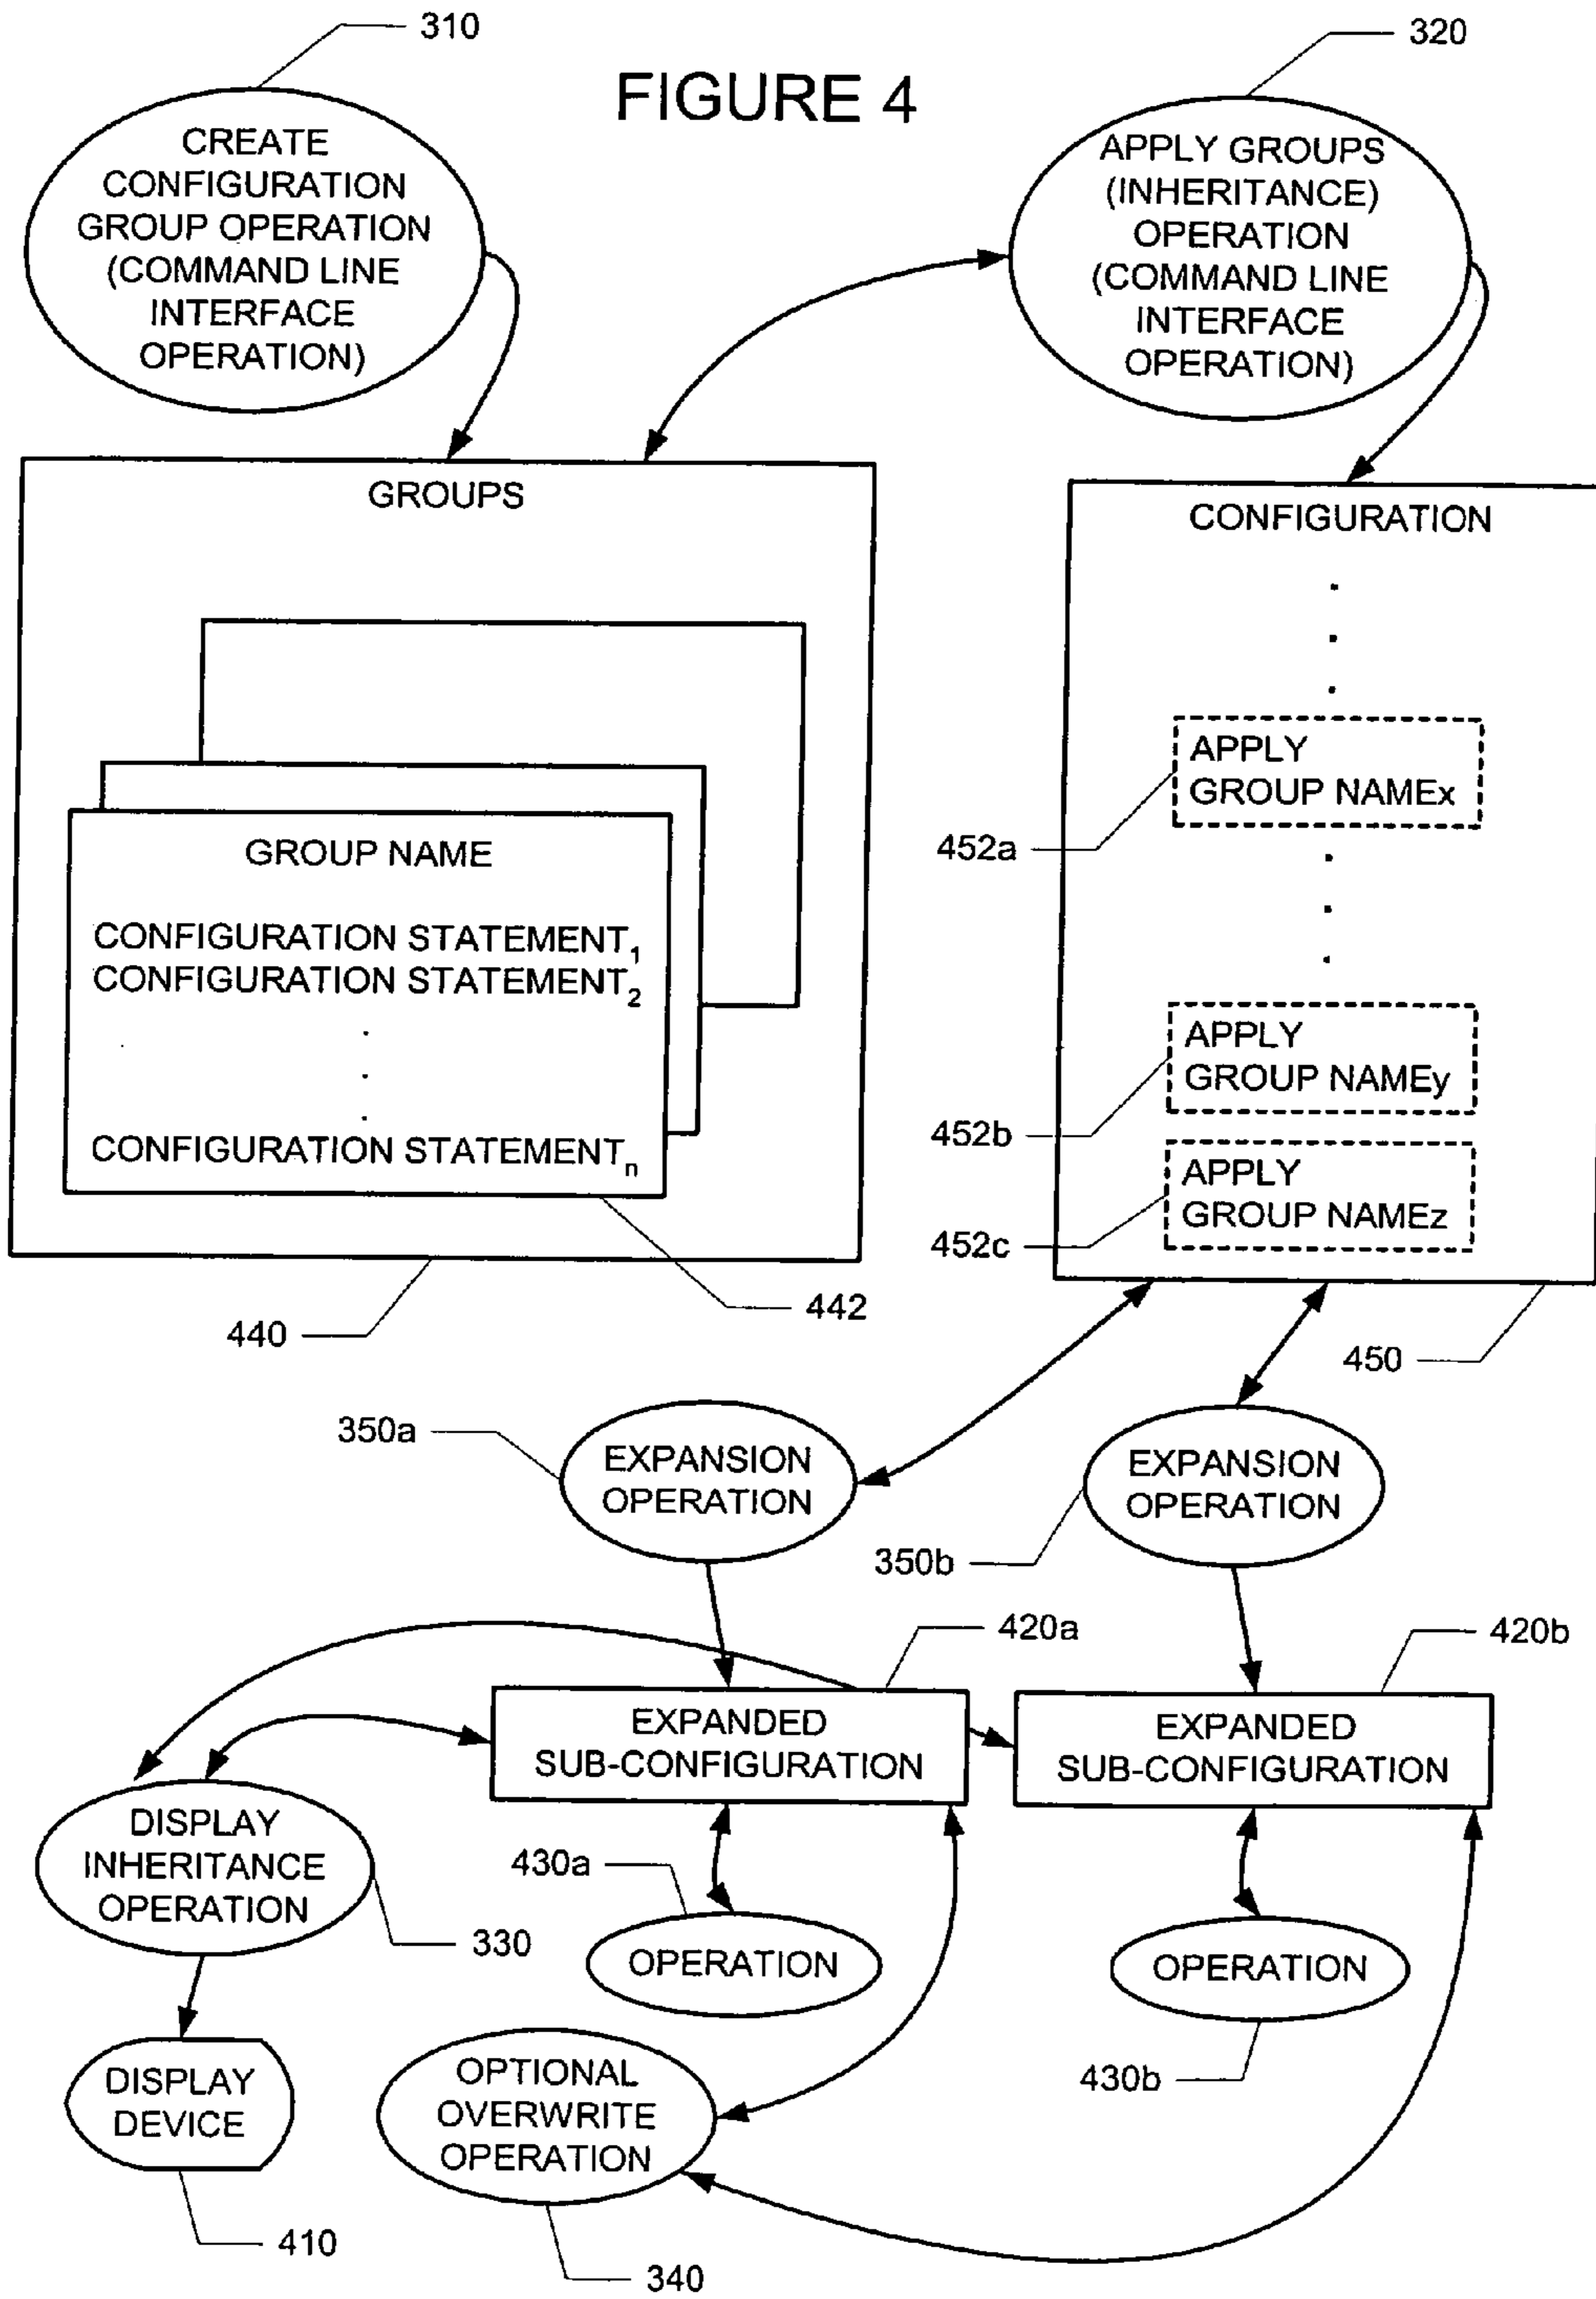 310
320
FIGURE 4
CREATE
CONFIGURATION
GROUP OPERATION
(COMMAND LINE
INTERFACE
OPERATION)
APPLY GROUPS
(INHERITANCE)
OPERATION
(COMMAND LINE
INTERFACE
OPERATION)
GROUPS
GROUP NAME
CONFIGURATION STATEMENT1
CONFIGURATION STATEMENT2
.
.
.
CONFIGURATION STATEMENTn
442
440
CONFIGURATION
.
.
.
APPLY
GROUP NAMEx
452a
.
.
.
APPLY
GROUP NAMEy
452b
APPLY
GROUP NAMEz
452c
450
350a
EXPANSION
OPERATION
EXPANSION
OPERATION
350b
420a
420b
EXPANDED
SUB-CONFIGURATION
EXPANDED
SUB-CONFIGURATION
DISPLAY
INHERITANCE
OPERATION
330
430a
OPERATION
OPERATION
430b
DISPLAY
DEVICE
410
OPTIONAL
OVERWRITE
OPERATION
340